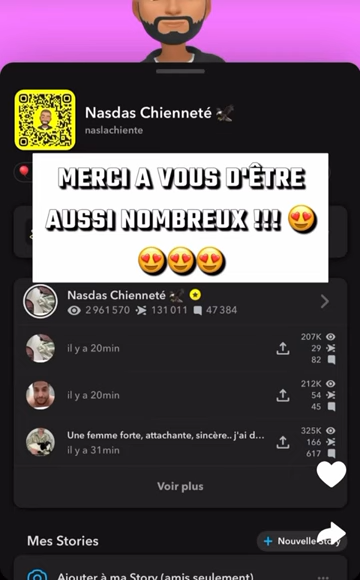 Nasdas Chienneté 🦅
naslachiente
MERCI A VOUS D'ÊTRE
AUSSI NOMBREUX !!! 😍
😍😍😍
Nasdas Chienneté 🦅
2 961 570 131 011 47 384
207K
il y a 20min 29
82
212K
il y a 20min 54
45
325K
Une femme forte, attachante, sincère.. j'ai d... 166
il y a 31min 617
Voir plus
Mes Stories + Nouvelle Story
Ajouter à ma Story (amis seulement) ...